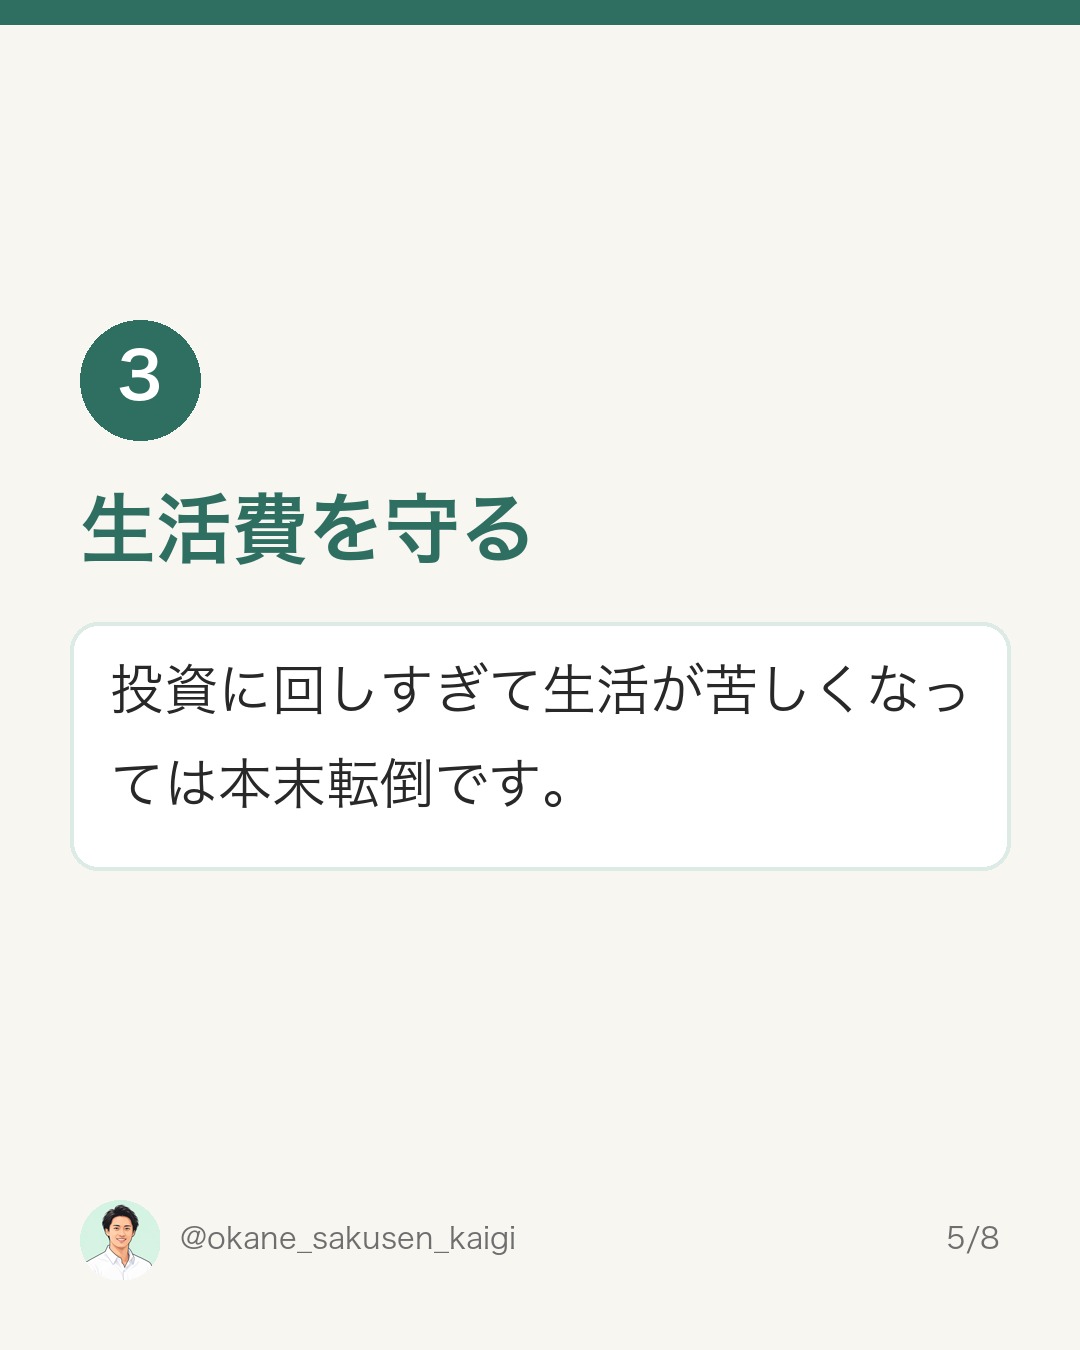 3
生活費を守る
投資に回しすぎて生活が苦しくなっ
ては本末転倒です。
@okane_sakusen_kaigi
5/8